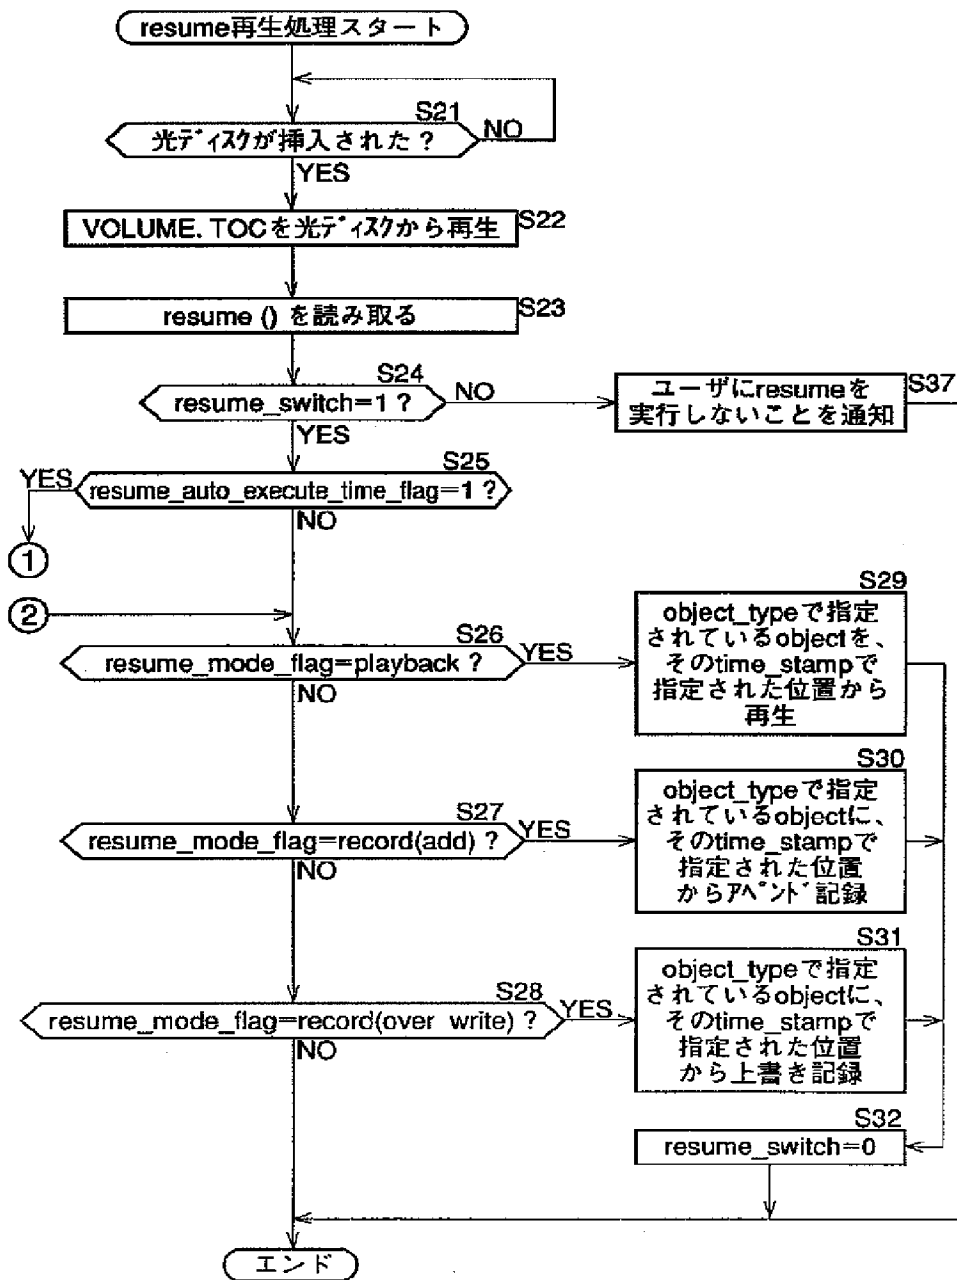 resume再生処理スタート
S21
光ディスクが挿入された？
NO
YES
VOLUME. TOCを光ディスクから再生
S22
resume () を読み取る
S23
S24
resume_switch=1 ?
NO
YES
ユーザにresumeを
実行しないことを通知
S37
S25
YES
resume_auto_execute_time_flag=1 ?
NO
1
2
S26
resume_mode_flag=playback ?
YES
NO
S29
object_typeで指定
されているobjectを、
そのtime_stampで
指定された位置から
再生
S27
resume_mode_flag=record(add) ?
YES
NO
S30
object_typeで指定
されているobjectに、
そのtime_stampで
指定された位置
からｱﾍﾟﾝﾄﾞ記録
S28
resume_mode_flag=record(over write) ?
YES
NO
S31
object_typeで指定
されているobjectに、
そのtime_stampで
指定された位置
から上書き記録
S32
resume_switch=0
エンド